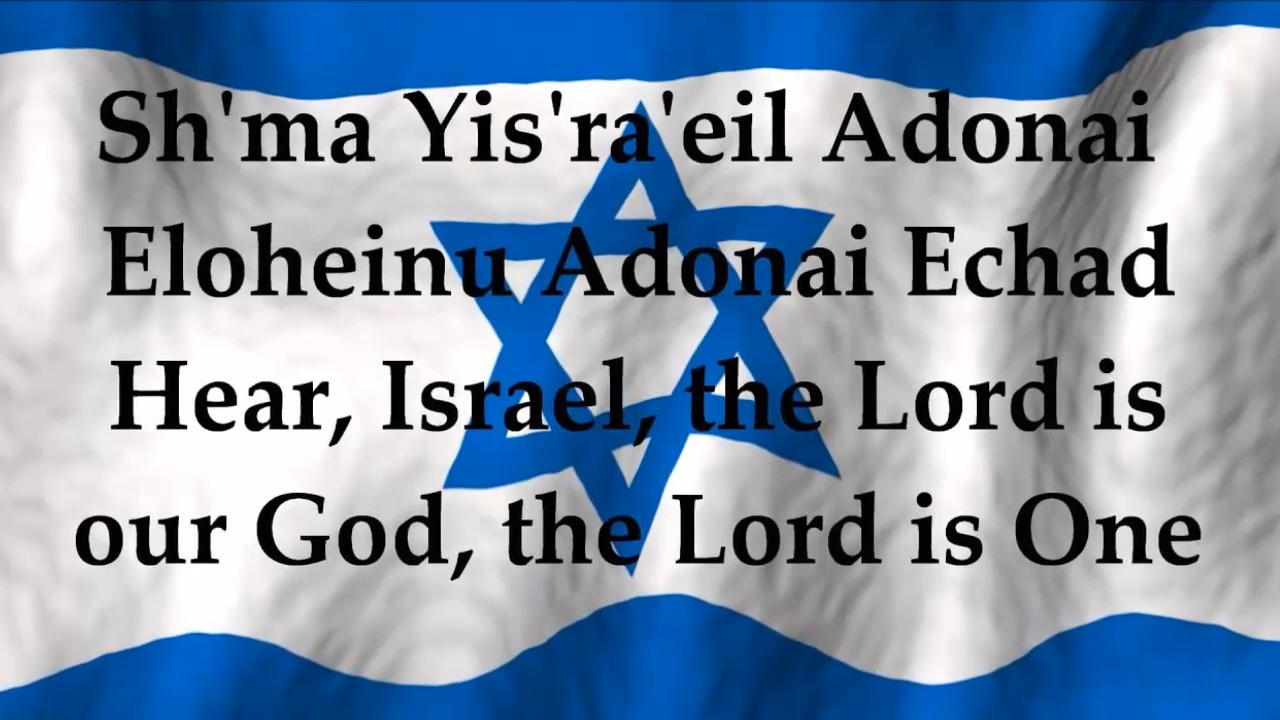 Sh'ma Yis'ra'eil Adonai
Eloheinu Adonai Echad
Hear, Israel, the Lord is
our God, the Lord is One